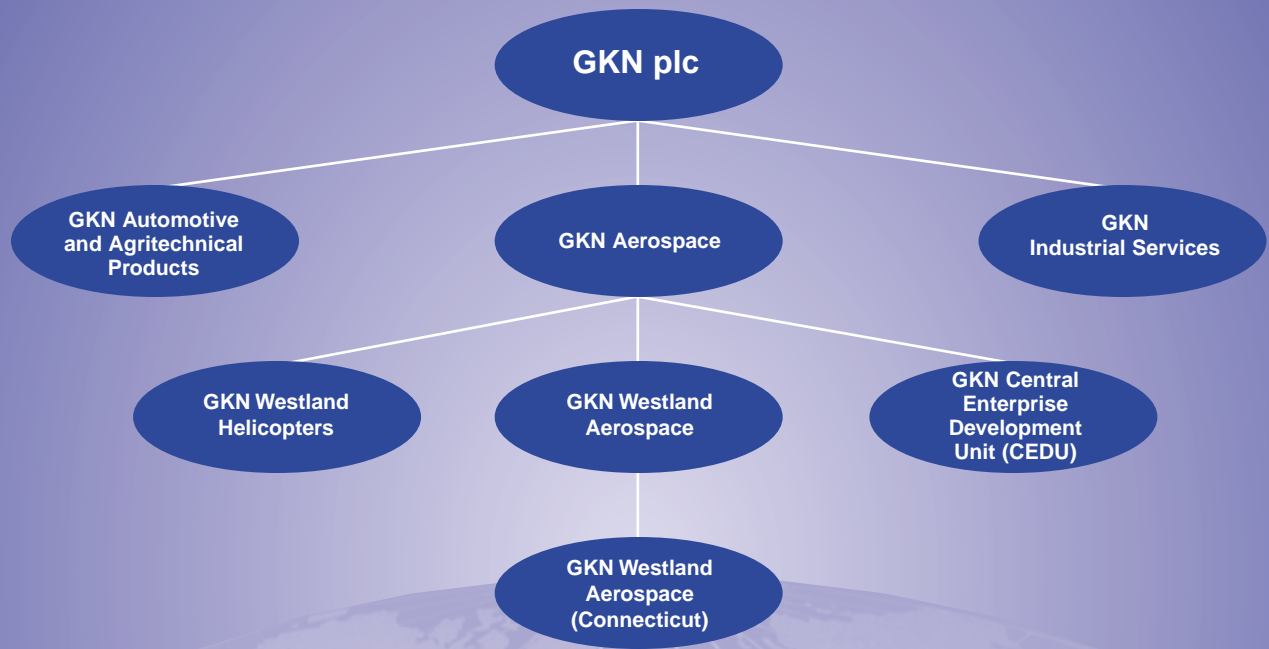 GKN plc
GKN Automotive
and Agritechnical
Products
GKN Aerospace
GKN
Industrial Services
GKN Westland
Helicopters
GKN Westland
Aerospace
GKN Central
Enterprise
Development
Unit (CEDU)
GKN Westland
Aerospace
(Connecticut)